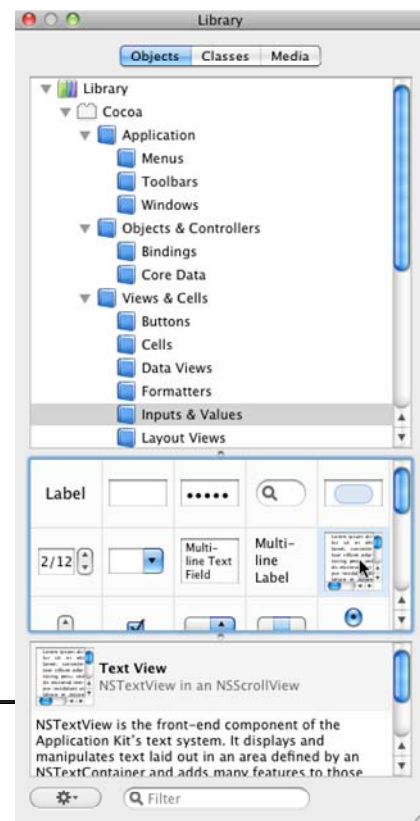 Library
Objects Classes Media
Library
Cocoa
Application
Menus
Toolbars
Windows
Objects & Controllers
Bindings
Core Data
Views & Cells
Buttons
Cells
Data Views
Formatters
Inputs & Values
Layout Views
Label
2/12
Multi-
line Text
Field
Multi-
line
Label
Text View
NSTextView in an NSScrollView
NSTextView is the front-end component of the
Application Kit's text system. It displays and
manipulates text laid out in an area defined by an
NSTextContainer and adds many features to those
Filter